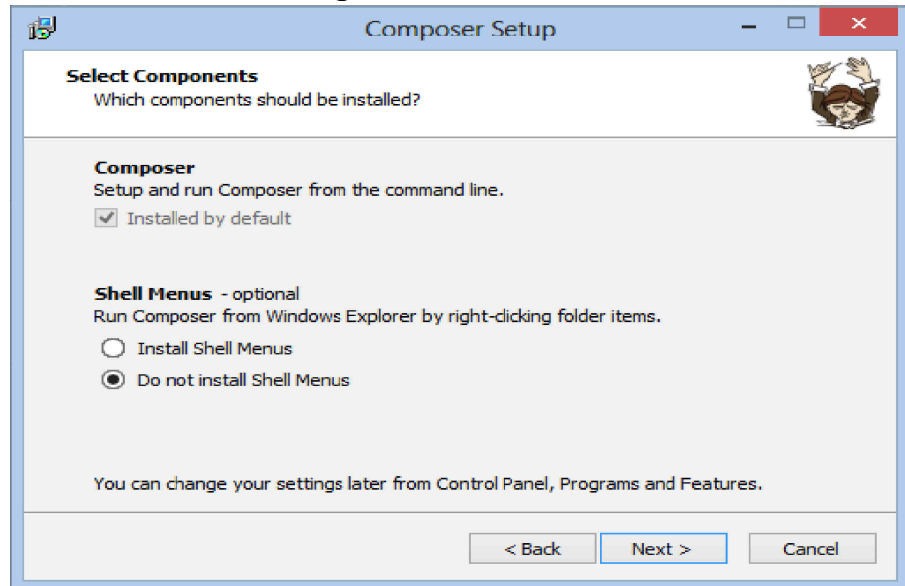 Composer Setup
Select Components
Which components should be installed?
Composer
Setup and run Composer from the command line.
Installed by default
Shell Menus - optional
Run Composer from Windows Explorer by right-clicking folder items.
Install Shell Menus
Do not install Shell Menus
You can change your settings later from Control Panel, Programs and Features.
< Back Next > Cancel